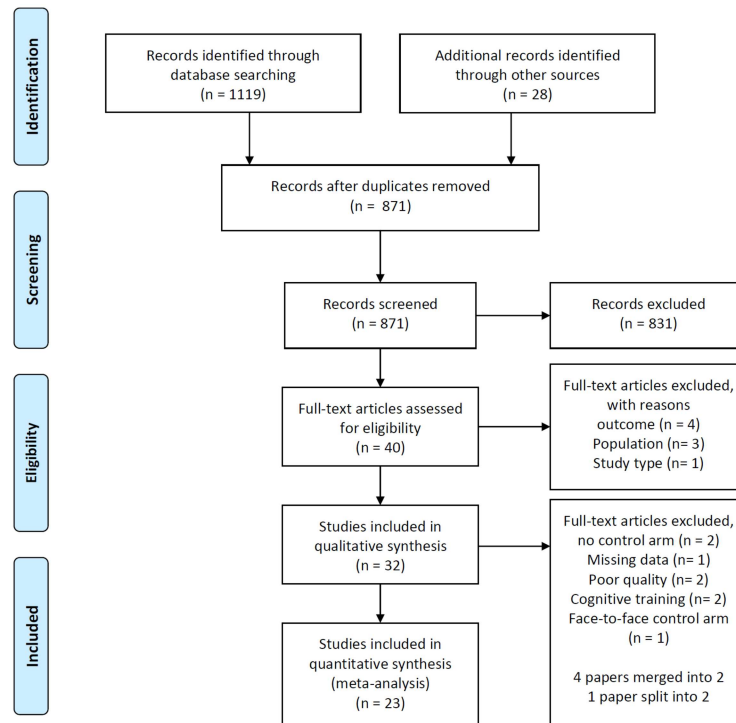 Identification
Records identified through
database searching
(n = 1119)
Additional records identified
through other sources
(n = 28)
Records after duplicates removed
(n = 871)
Screening
Records screened
(n = 871)
Records excluded
(n = 831)
Eligibility
Full-text articles assessed
for eligibility
(n = 40)
Full-text articles excluded,
with reasons
outcome (n = 4)
Population (n= 3)
Study type (n= 1)
Studies included in
qualitative synthesis
(n = 32)
Full-text articles excluded,
no control arm (n = 2)
Missing data (n= 1)
Poor quality (n= 2)
Cognitive training (n= 2)
Face-to-face control arm
(n = 1)
4 papers merged into 2
1 paper split into 2
Included
Studies included in
quantitative synthesis
(meta-analysis)
(n = 23)